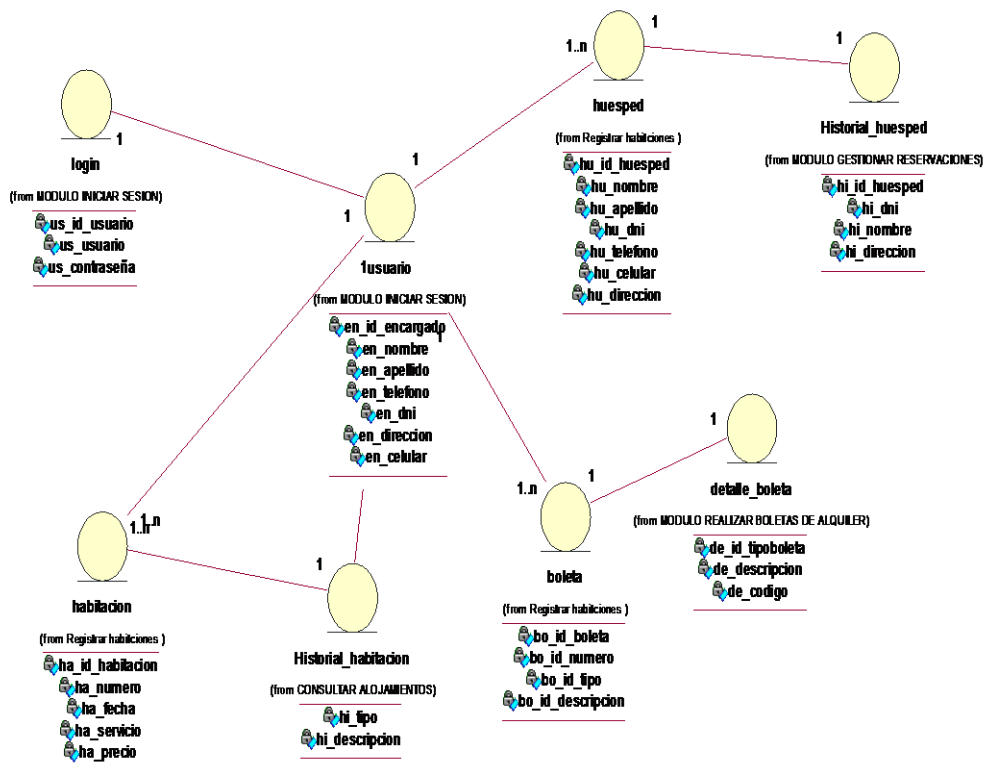 login
(from MODULO INICIAR SESION)
us_id_usuario
us_usuario
us_contraseña
1
1
1usuario
(from MODULO INICIAR SESION)
en_id_encargado
en_nombre
en_apellido
en_telefono
en_dni
en_direccion
en_celular
1
1
1..n
huesped
(from Registrar habitciones )
hu_id_huesped
hu_nombre
hu_apellido
hu_dni
hu_telefono
hu_celular
hu_direccion
1
1
Historial_huesped
(from MODULO GESTIONAR RESERVACIONES)
hi_id_huesped
hi_dni
hi_nombre
hi_direccion
1..n
1..n
habitacion
(from Registrar habitciones )
ha_id_habitacion
ha_numero
ha_fecha
ha_servicio
ha_precio
1
Historial_habitacion
(from CONSULTAR ALOJAMIENTOS)
hi_tipo
hi_descripcion
1..n
1
boleta
(from Registrar habitciones )
bo_id_boleta
bo_id_numero
bo_id_tipo
bo_id_descripcion
1
detalle_boleta
(from MODULO REALIZAR BOLETAS DE ALQUILER)
de_id_tipoboleta
de_descripcion
de_codigo